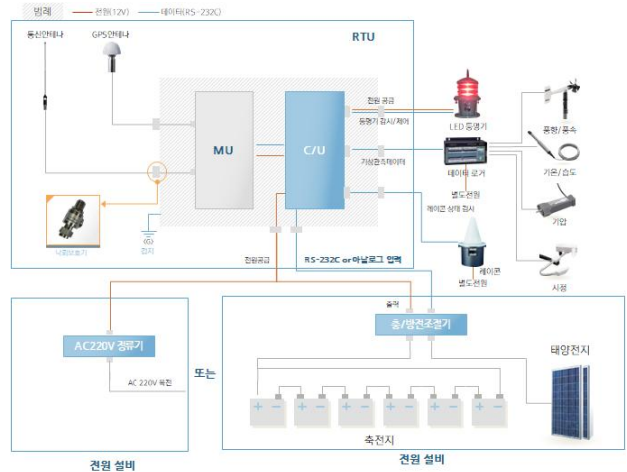 범례 전원(12V) 데이터(RS-232C)
통신안테나 GPS안테나 RTU
전원 공급
LED 등명기
등명기 감시/제어
풍향/풍속
MU C/U
기상관측데이터
데이터 로거
기온/습도
별도전원
레이콘 상태 감시
기압
(G)
접지
낙뢰보호기
전원공급 RS-232C or 아날로그 입력
레이콘
별도전원
시정
출력
충/방전조절기
AC220V 정류기
태양전지
또는
AC 220V 육전
+ - + - + - + - + - + -
축전지
전원 설비 전원 설비